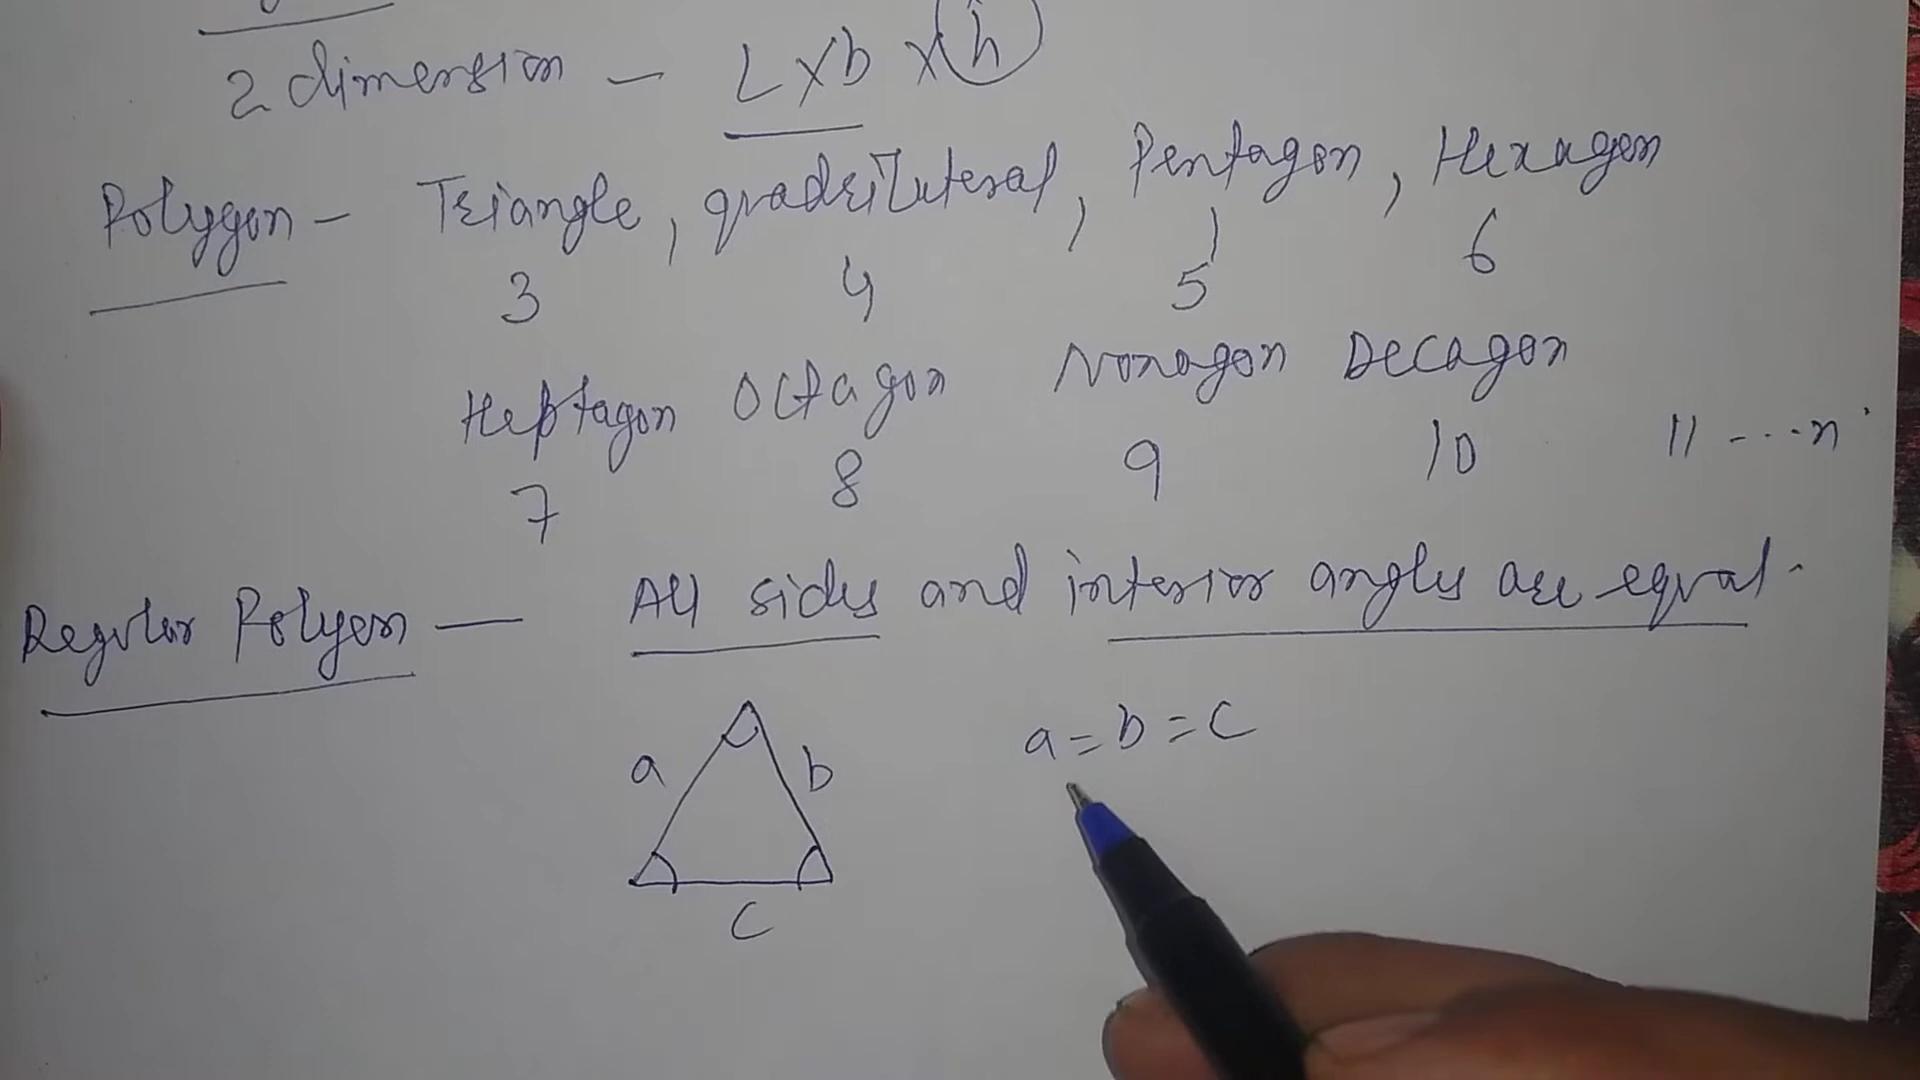 2 dimension - L x b x h
Polygon - Triangle, quadrilateral, Pentagon, Hexagon
3 4 5 6
Heptagon Octagon Nonagon Decagon
7 8 9 10 11 ---- n
Regular Polygon - All sides and interior angles are equal.
a b a = b = c
c